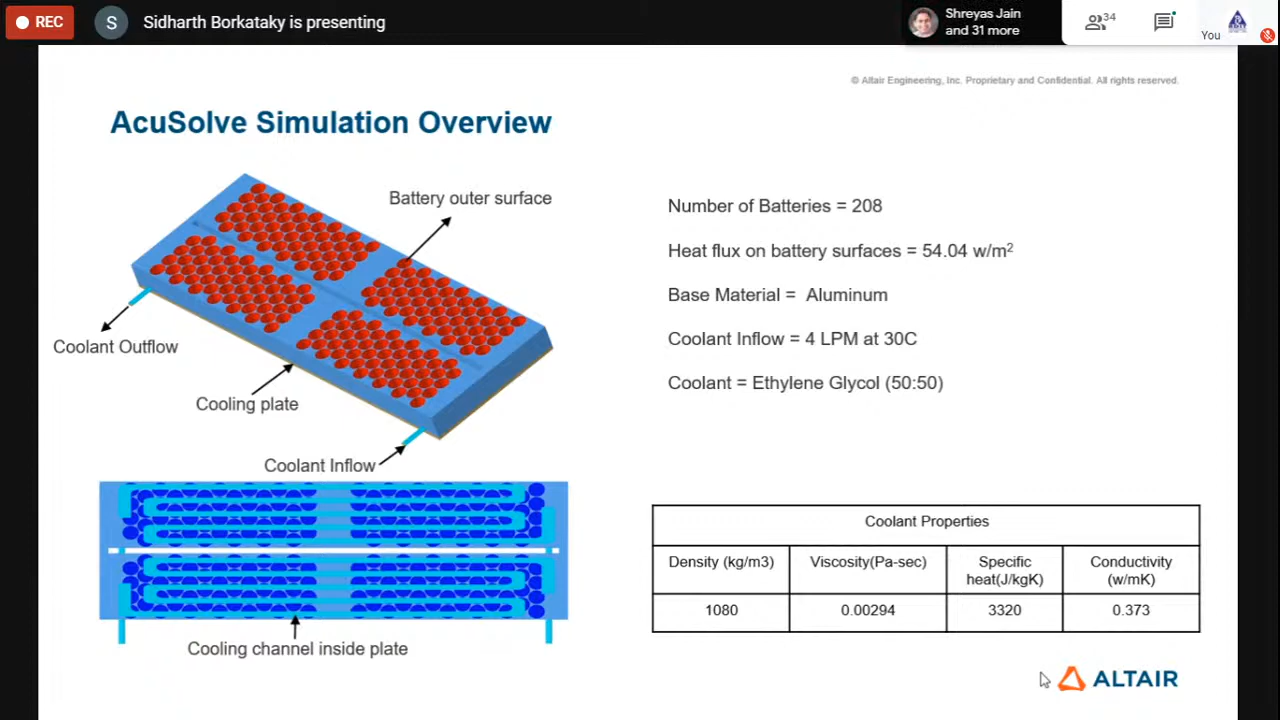 REC
S
Sidharth Borkataky is presenting
Shreyas Jain
and 31 more
34
You
© Altair Engineering, Inc. Proprietary and Confidential. All rights reserved.
AcuSolve Simulation Overview
Battery outer surface
Coolant Outflow
Cooling plate
Coolant Inflow
Cooling channel inside plate
Number of Batteries = 208
Heat flux on battery surfaces = 54.04 w/m²
Base Material = Aluminum
Coolant Inflow = 4 LPM at 30C
Coolant = Ethylene Glycol (50:50)
Coolant Properties
Density (kg/m3) Viscosity(Pa-sec) Specific heat(J/kgK) Conductivity (w/mK)
1080 0.00294 3320 0.373
ALTAIR